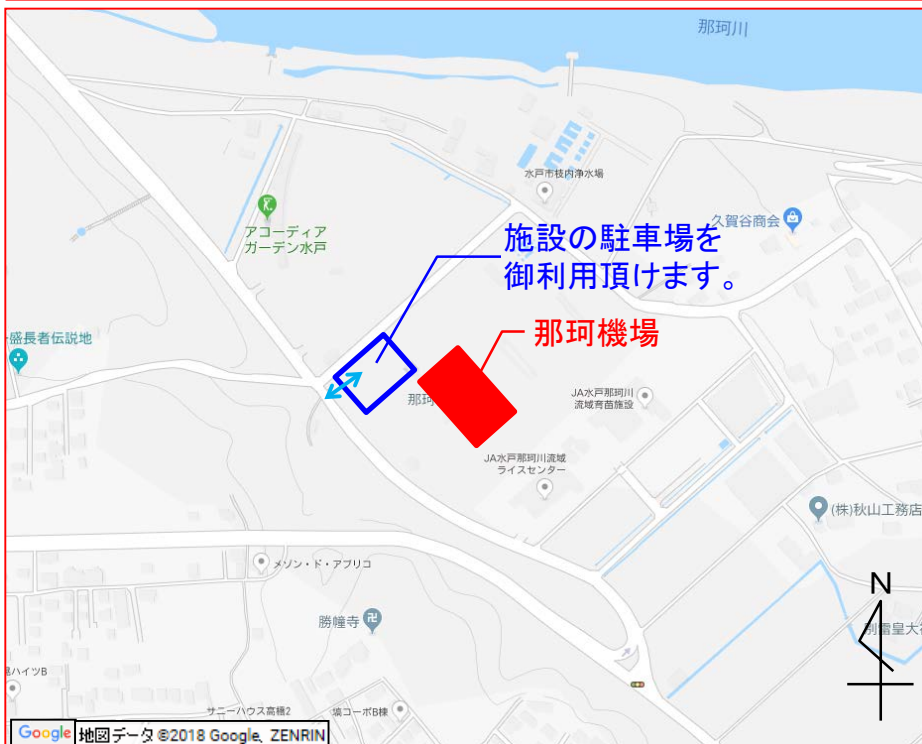 那珂川
水戸市枝内浄水場
久賀谷商会
アコーディア
ガーデン水戸
施設の駐車場を
御利用頂けます。
那珂機場
盛長者伝説地
那珂
JA水戸那珂川
流域育苗施設
JA水戸那珂川流域
ライスセンター
(株)秋山工務店
メゾン・ド・アプリコ
勝幢寺
N
別雷皇大
ハイツB
サニーハウス高橋2
塙コーポB棟
Google 地図データ ©2018 Google, ZENRIN